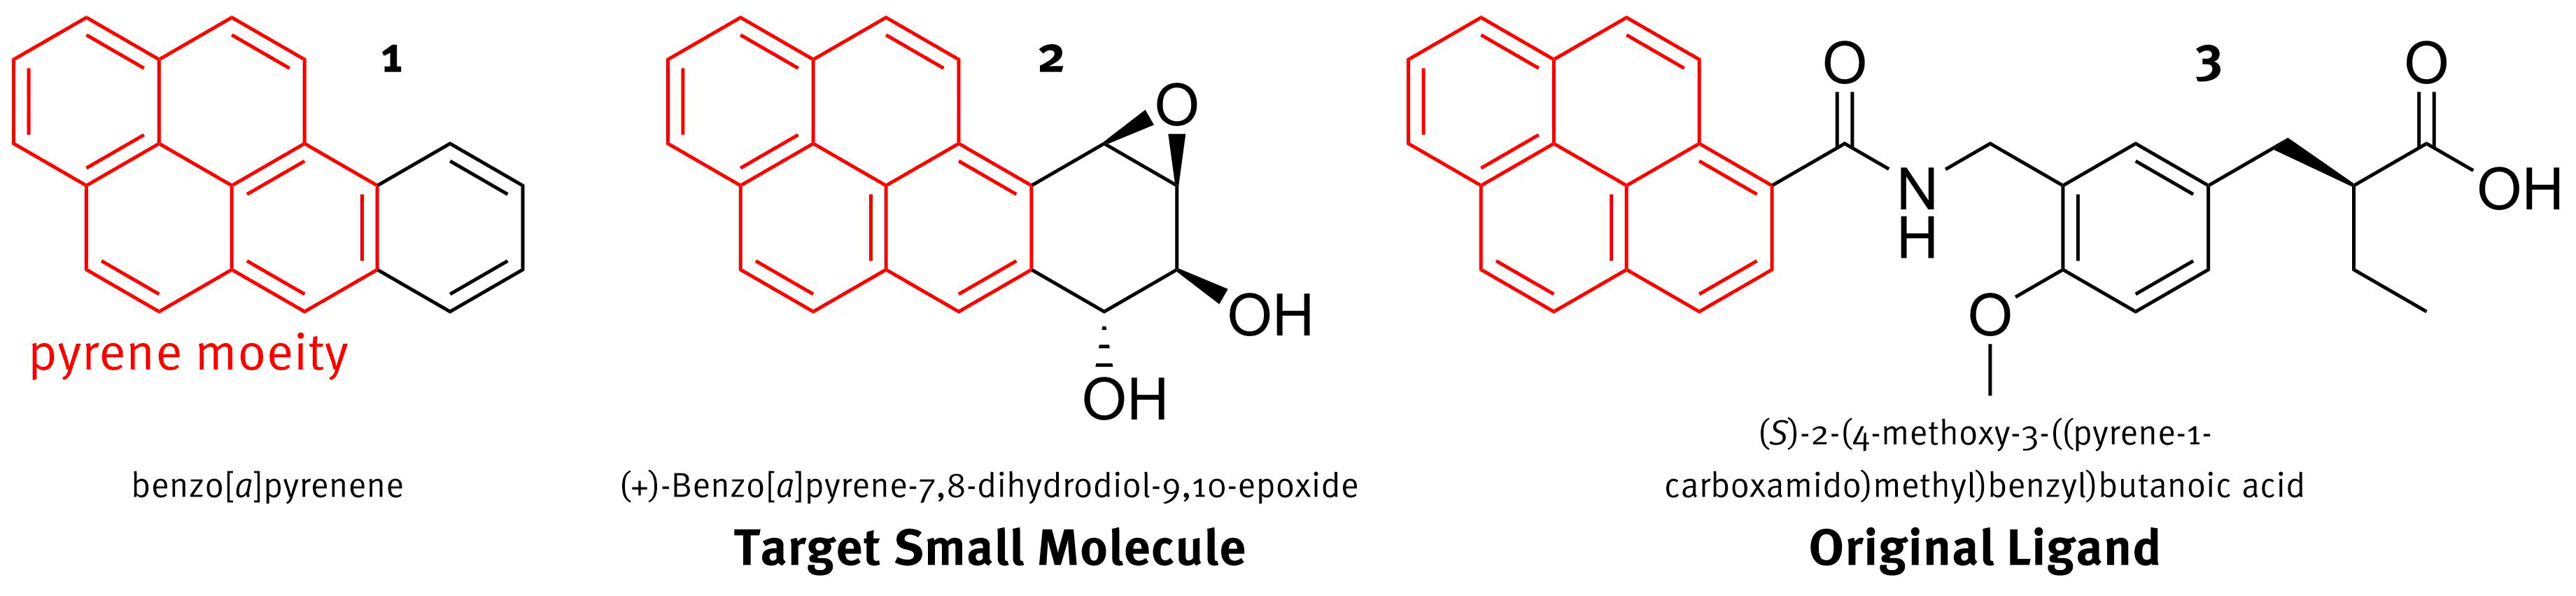 1
2
3
O
O
O
N
H
OH
OH
OH
O
pyrene moeity
benzo[a]pyrenene
(+)-Benzo[a]pyrene-7,8-dihydrodiol-9,10-epoxide
Target Small Molecule
(S)-2-(4-methoxy-3-((pyrene-1-
carboxamido)methyl)benzyl)butanoic acid
Original Ligand